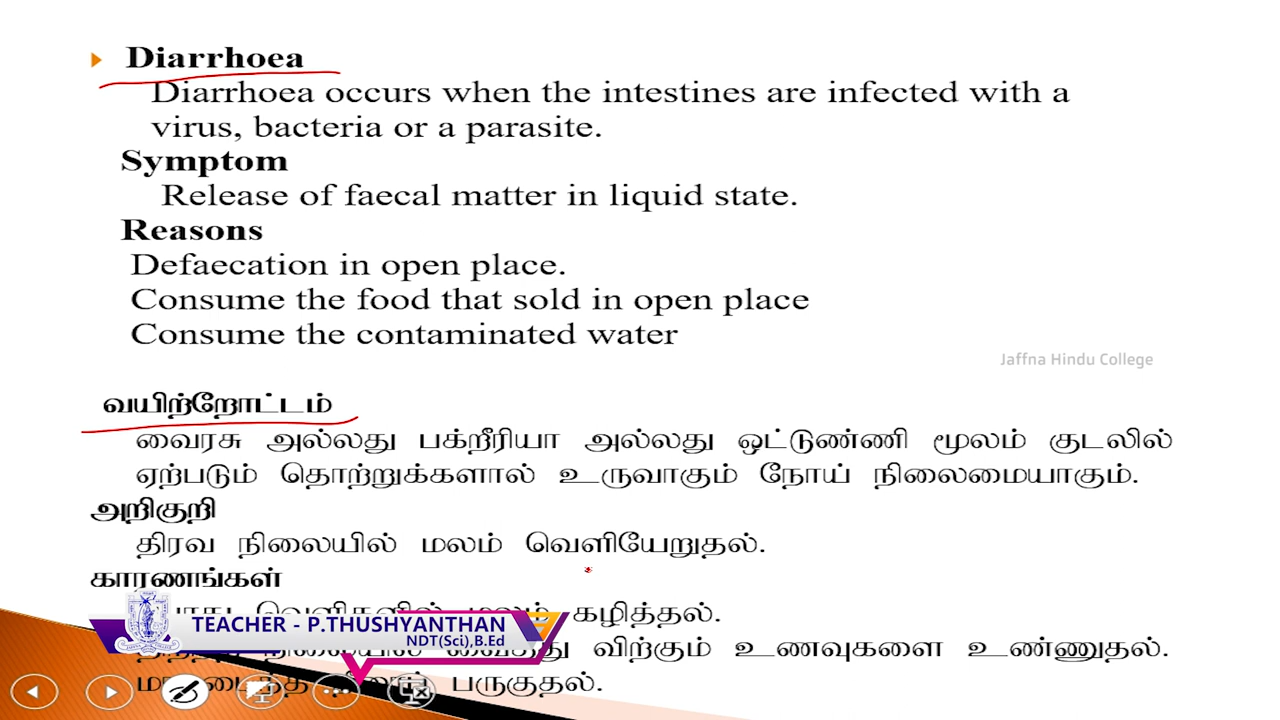 Diarrhoea
Diarrhoea occurs when the intestines are infected with a
virus, bacteria or a parasite.
Symptom
Release of faecal matter in liquid state.
Reasons
Defaecation in open place.
Consume the food that sold in open place
Consume the contaminated water
Jaffna Hindu College
வயிற்றோட்டம்
வைரசு அல்லது பக்றீரியா அல்லது ஒட்டுண்ணி மூலம் குடலில்
ஏற்படும் தொற்றுக்களால் உருவாகும் நோய் நிலைமையாகும்.
அறிகுறி
திரவ நிலையில் மலம் வெளியேறுதல்.
காரணங்கள்
வெளிகளில் மலம் கழித்தல்.
TEACHER - P.THUSHYANTHAN
NDT(Sci),B.Ed
விற்கும் உணவுகளை உண்ணுதல்.
பருகுதல்.